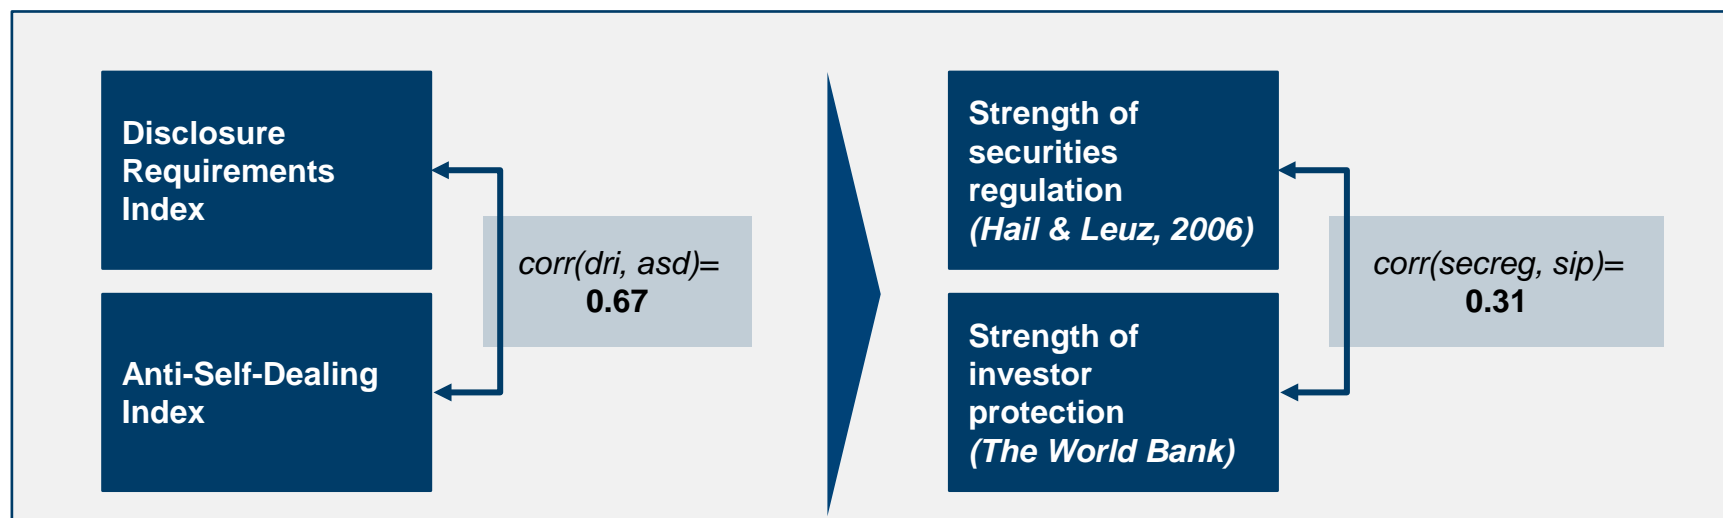 Disclosure
Requirements
Index
Anti-Self-Dealing
Index
corr(dri, asd)=
0.67
Strength of
securities
regulation
(Hail & Leuz, 2006)
Strength of
investor
protection
(The World Bank)
corr(secreg, sip)=
0.31